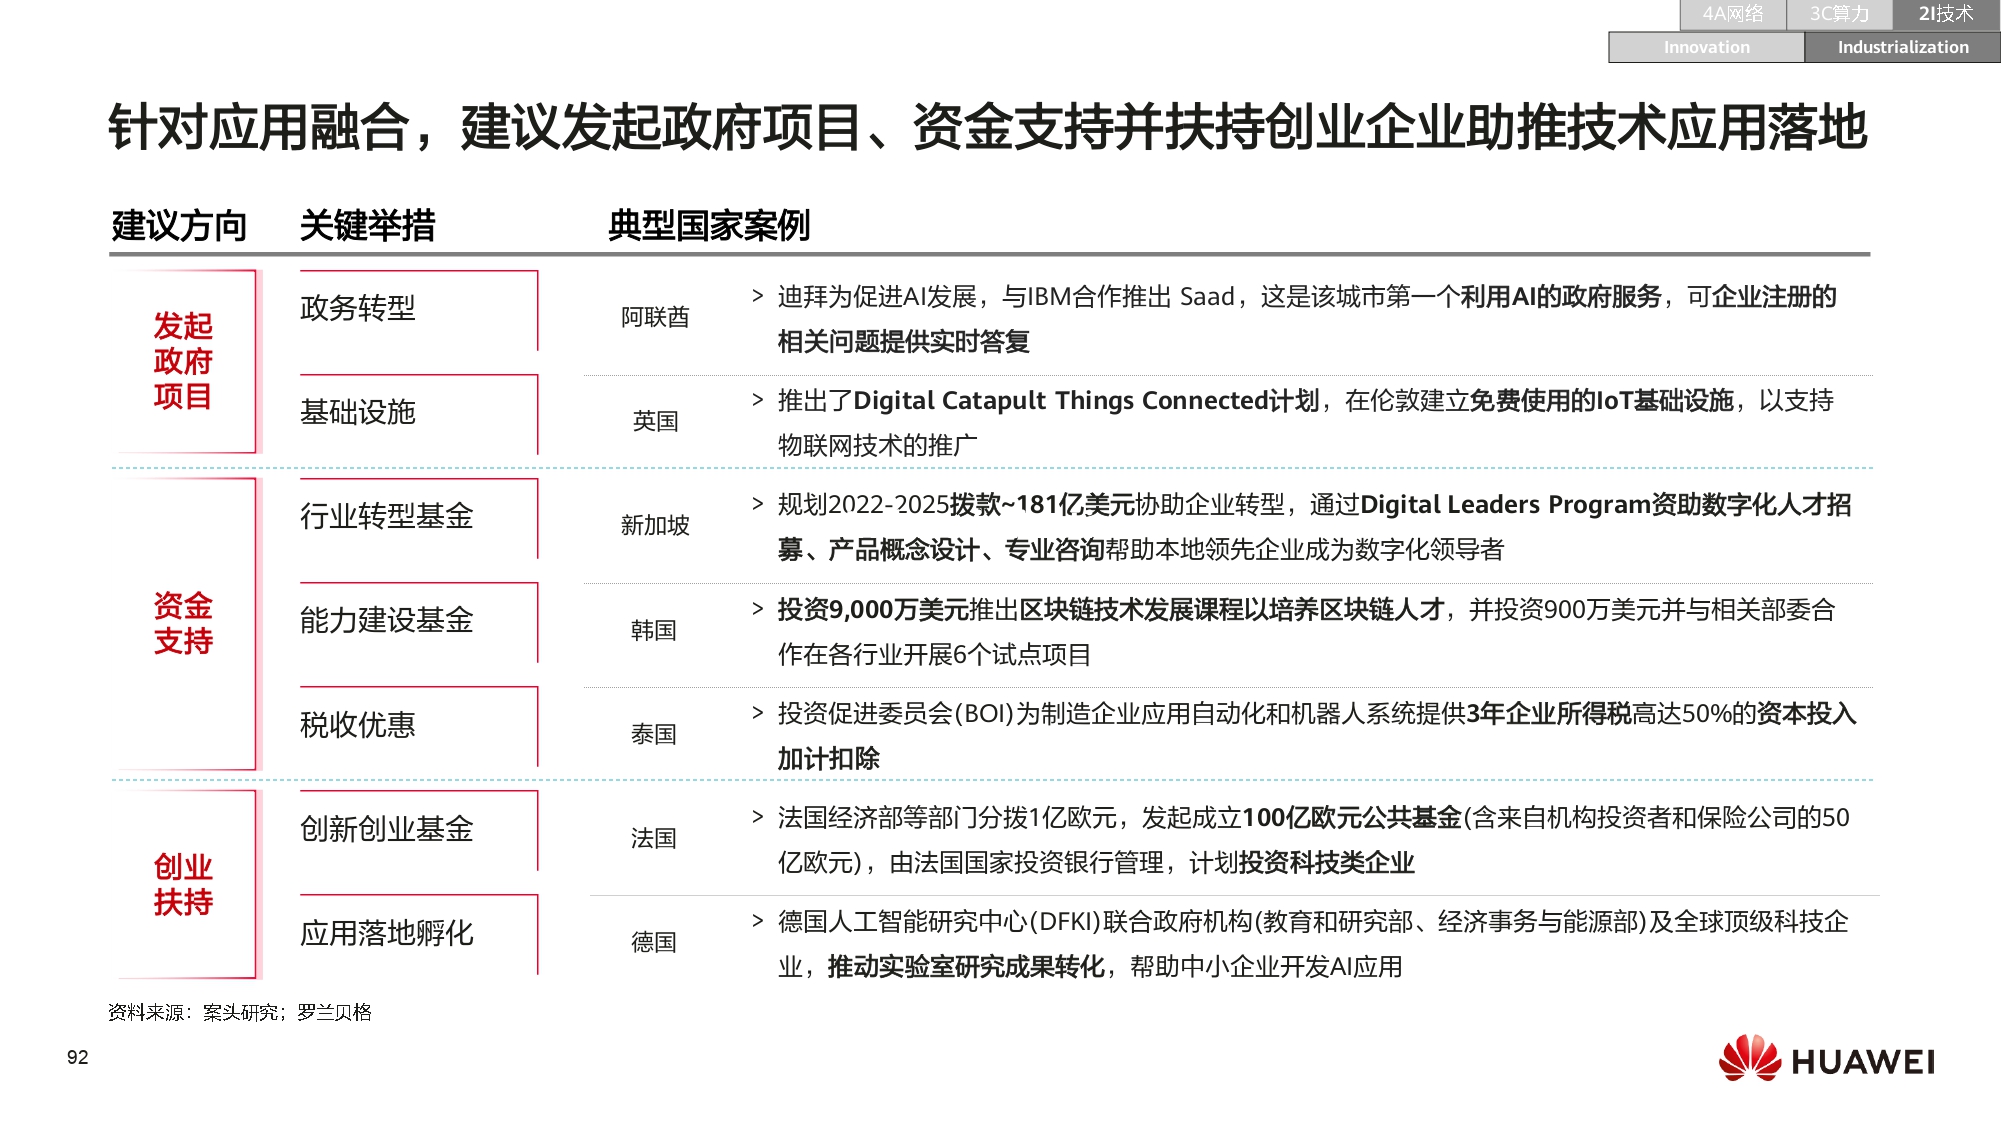 4A网络 3C算力 2I技术
Innovation Industrialization
针对应用融合，建议发起政府项目、资金支持并扶持创业企业助推技术应用落地
建议方向 关键举措 典型国家案例
发起
政府
项目
政务转型
阿联酋
> 迪拜为促进AI发展，与IBM合作推出 Saad，这是该城市第一个利用AI的政府服务，可企业注册的
相关问题提供实时答复
基础设施
英国
> 推出了Digital Catapult Things Connected计划，在伦敦建立免费使用的IoT基础设施，以支持
物联网技术的推广
资金
支持
行业转型基金
新加坡
> 规划2022-2025拨款~181亿美元协助企业转型，通过Digital Leaders Program资助数字化人才招
募、产品概念设计、专业咨询帮助本地领先企业成为数字化领导者
能力建设基金
韩国
> 投资9,000万美元推出区块链技术发展课程以培养区块链人才，并投资900万美元并与相关部委合
作在各行业开展6个试点项目
税收优惠
泰国
> 投资促进委员会(BOI)为制造企业应用自动化和机器人系统提供3年企业所得税高达50%的资本投入
加计扣除
创业
扶持
创新创业基金
法国
> 法国经济部等部门分拨1亿欧元，发起成立100亿欧元公共基金(含来自机构投资者和保险公司的50
亿欧元)，由法国国家投资银行管理，计划投资科技类企业
应用落地孵化
德国
> 德国人工智能研究中心(DFKI)联合政府机构(教育和研究部、经济事务与能源部)及全球顶级科技企
业，推动实验室研究成果转化，帮助中小企业开发AI应用
资料来源：案头研究；罗兰贝格
92
HUAWEI